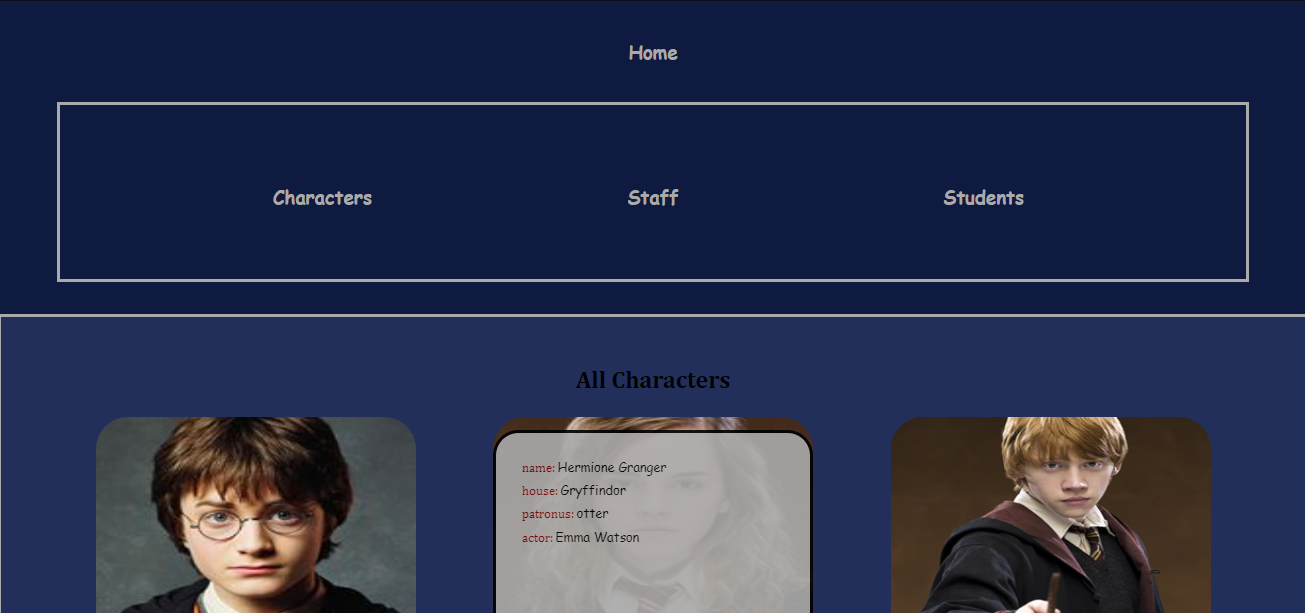 Home
Characters Staff Students
All Characters
name: Hermione Granger
house: Gryffindor
patronus: otter
actor: Emma Watson